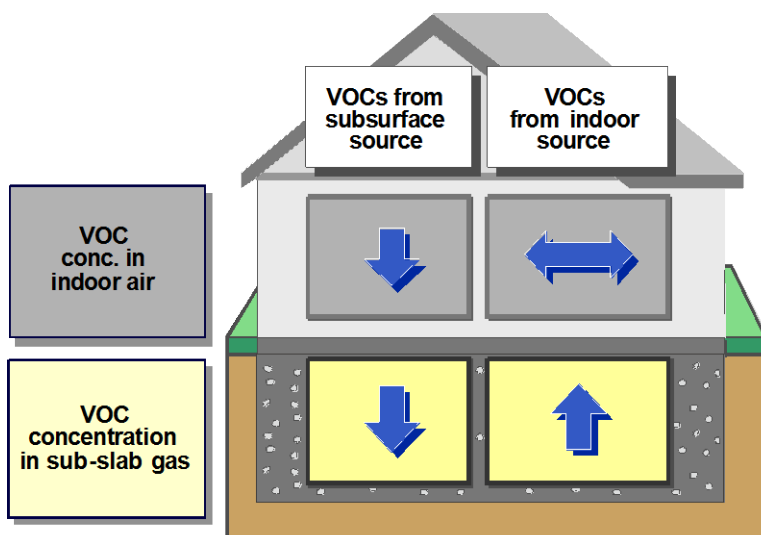 VOCs from
subsurface
source
VOCs
from indoor
source
VOC
conc. in
indoor air
VOC
concentration
in sub-slab gas